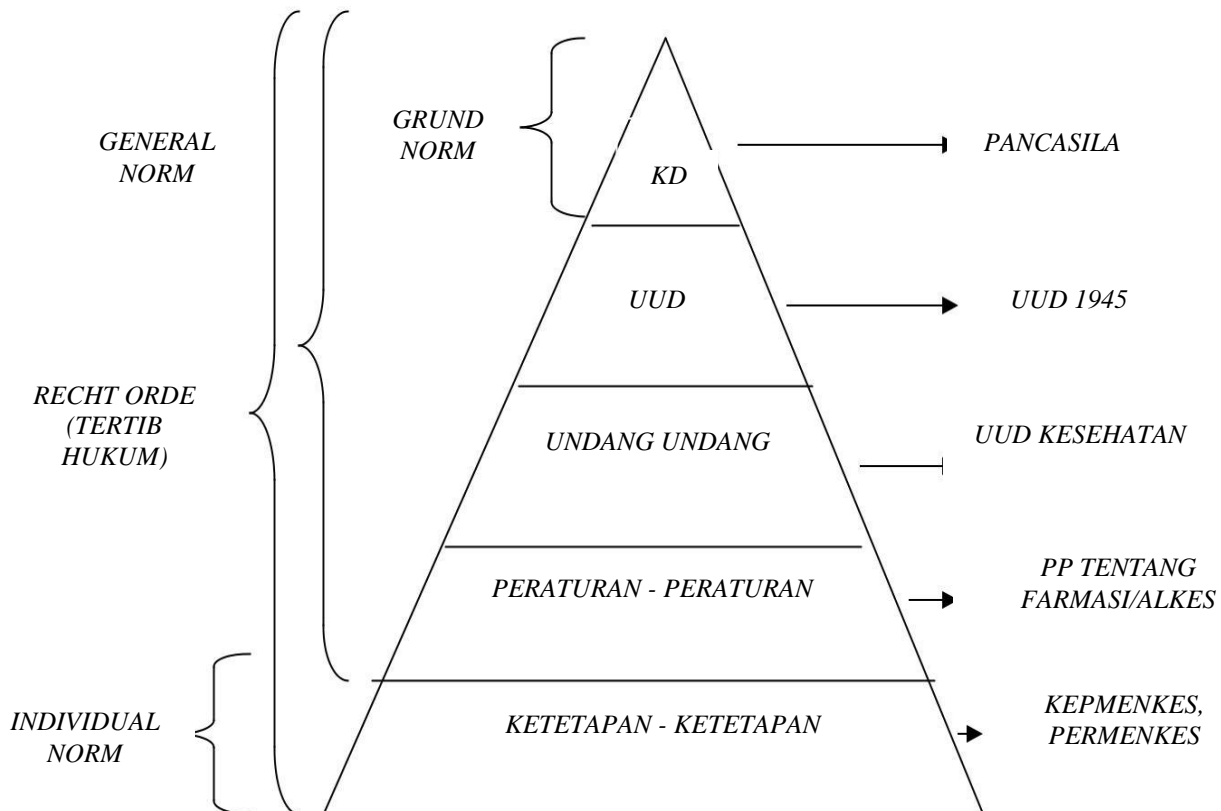 GENERAL
NORM
GRUND
NORM
KD
PANCASILA
UUD
UUD 1945
RECHT ORDE
(TERTIB
HUKUM)
UNDANG UNDANG
UUD KESEHATAN
PERATURAN - PERATURAN
PP TENTANG
FARMASI/ALKES
INDIVIDUAL
NORM
KETETAPAN - KETETAPAN
KEPMENKES,
PERMENKES